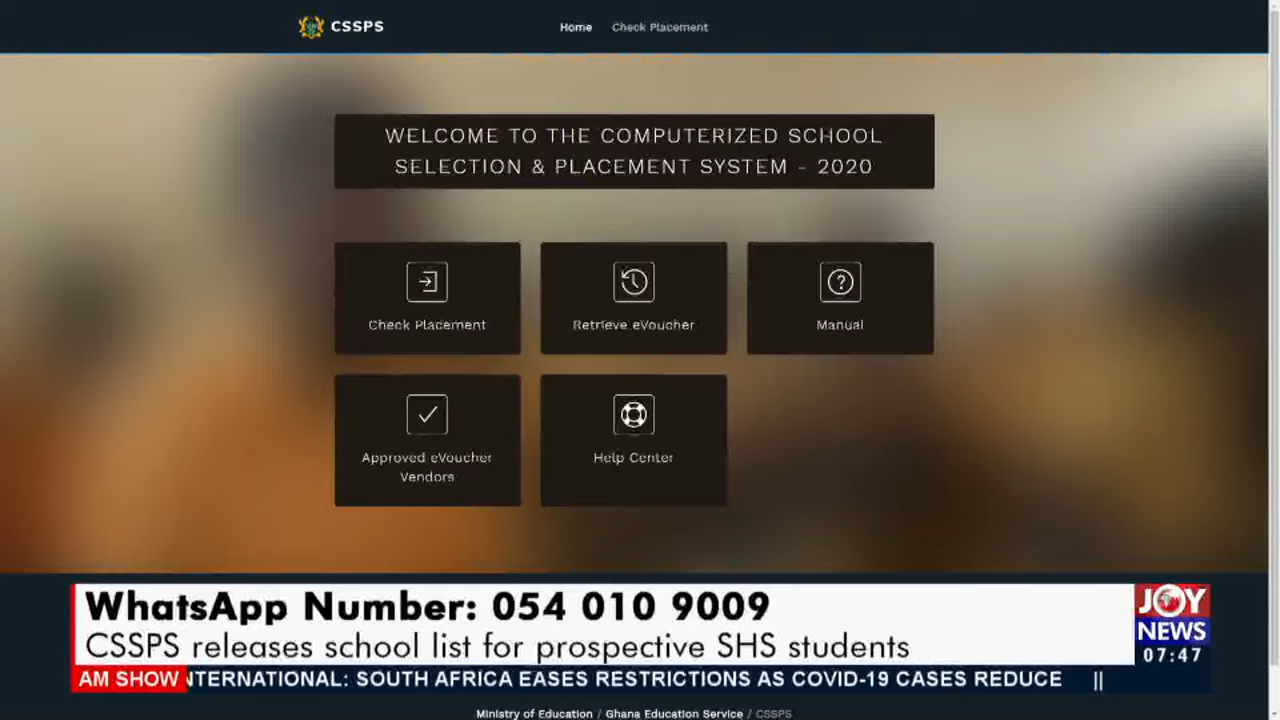 CSSPS
Home
Check Placement
WELCOME TO THE COMPUTERIZED SCHOOL
SELECTION & PLACEMENT SYSTEM - 2020
Check Placement
Retrieve eVoucher
Manual
Approved eVoucher
Vendors
Help Center
WhatsApp Number: 054 010 9009
CSSPS releases school list for prospective SHS students
JOY
NEWS
07:47
AM SHOW
NTERNATIONAL: SOUTH AFRICA EASES RESTRICTIONS AS COVID-19 CASES REDUCE ||
Ministry of Education / Ghana Education Service / CSSPS